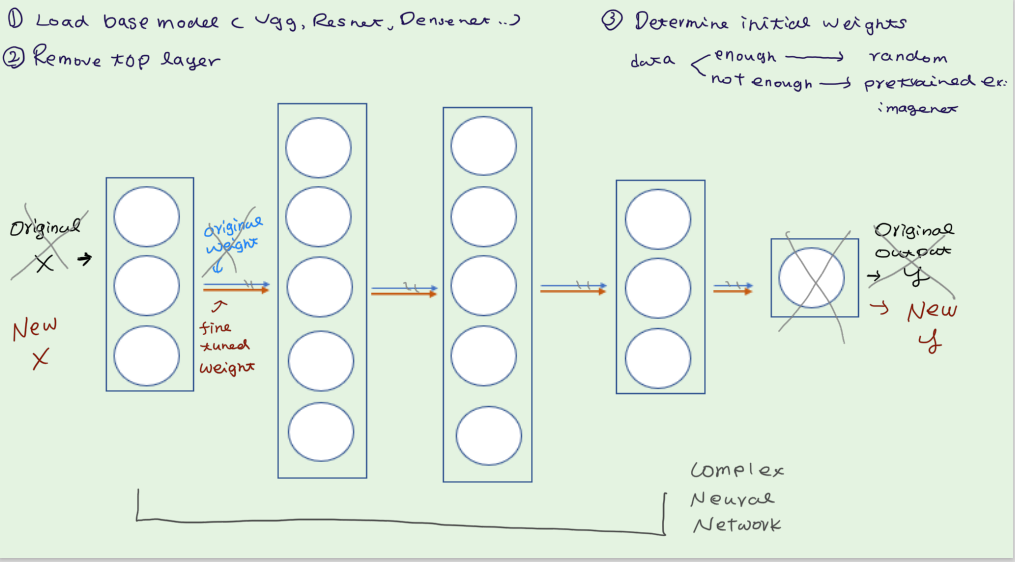 ① Load base model ( Vgg, Resnet, Densenet ..)
② Remove top layer
③ Determine initial weights
data
enough → random
not enough → pretrained ex:
imagenet
Original
X →
New
X
original
weight
↓
↑
fine
tuned
weight
Original
output
→ y
→ New
y
Complex
Neural
Network